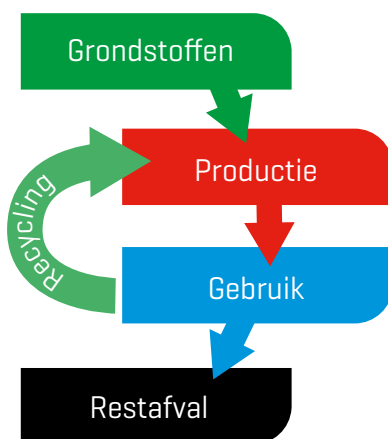 Grondstoffen
Productie
Recycling
Gebruik
Restafval